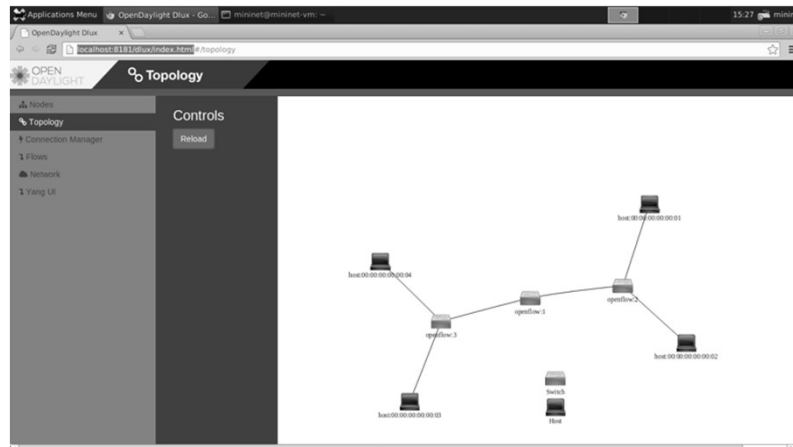 Applications Menu OpenDaylight Dlux - Go... mininet@mininet-vm: ~ 15:27 minin
OpenDaylight Dlux
localhost:8181/dlux/index.html#/topology
OPEN
DAYLIGHT
Topology
Nodes
Topology
Connection Manager
Flows
Network
Yang UI
Controls
Reload
host:00:00:00:00:00:01
host:00:00:00:00:00:04
openflow:1
openflow:2
openflow:3
host:00:00:00:00:00:02
Switch
host:00:00:00:00:00:03
Host